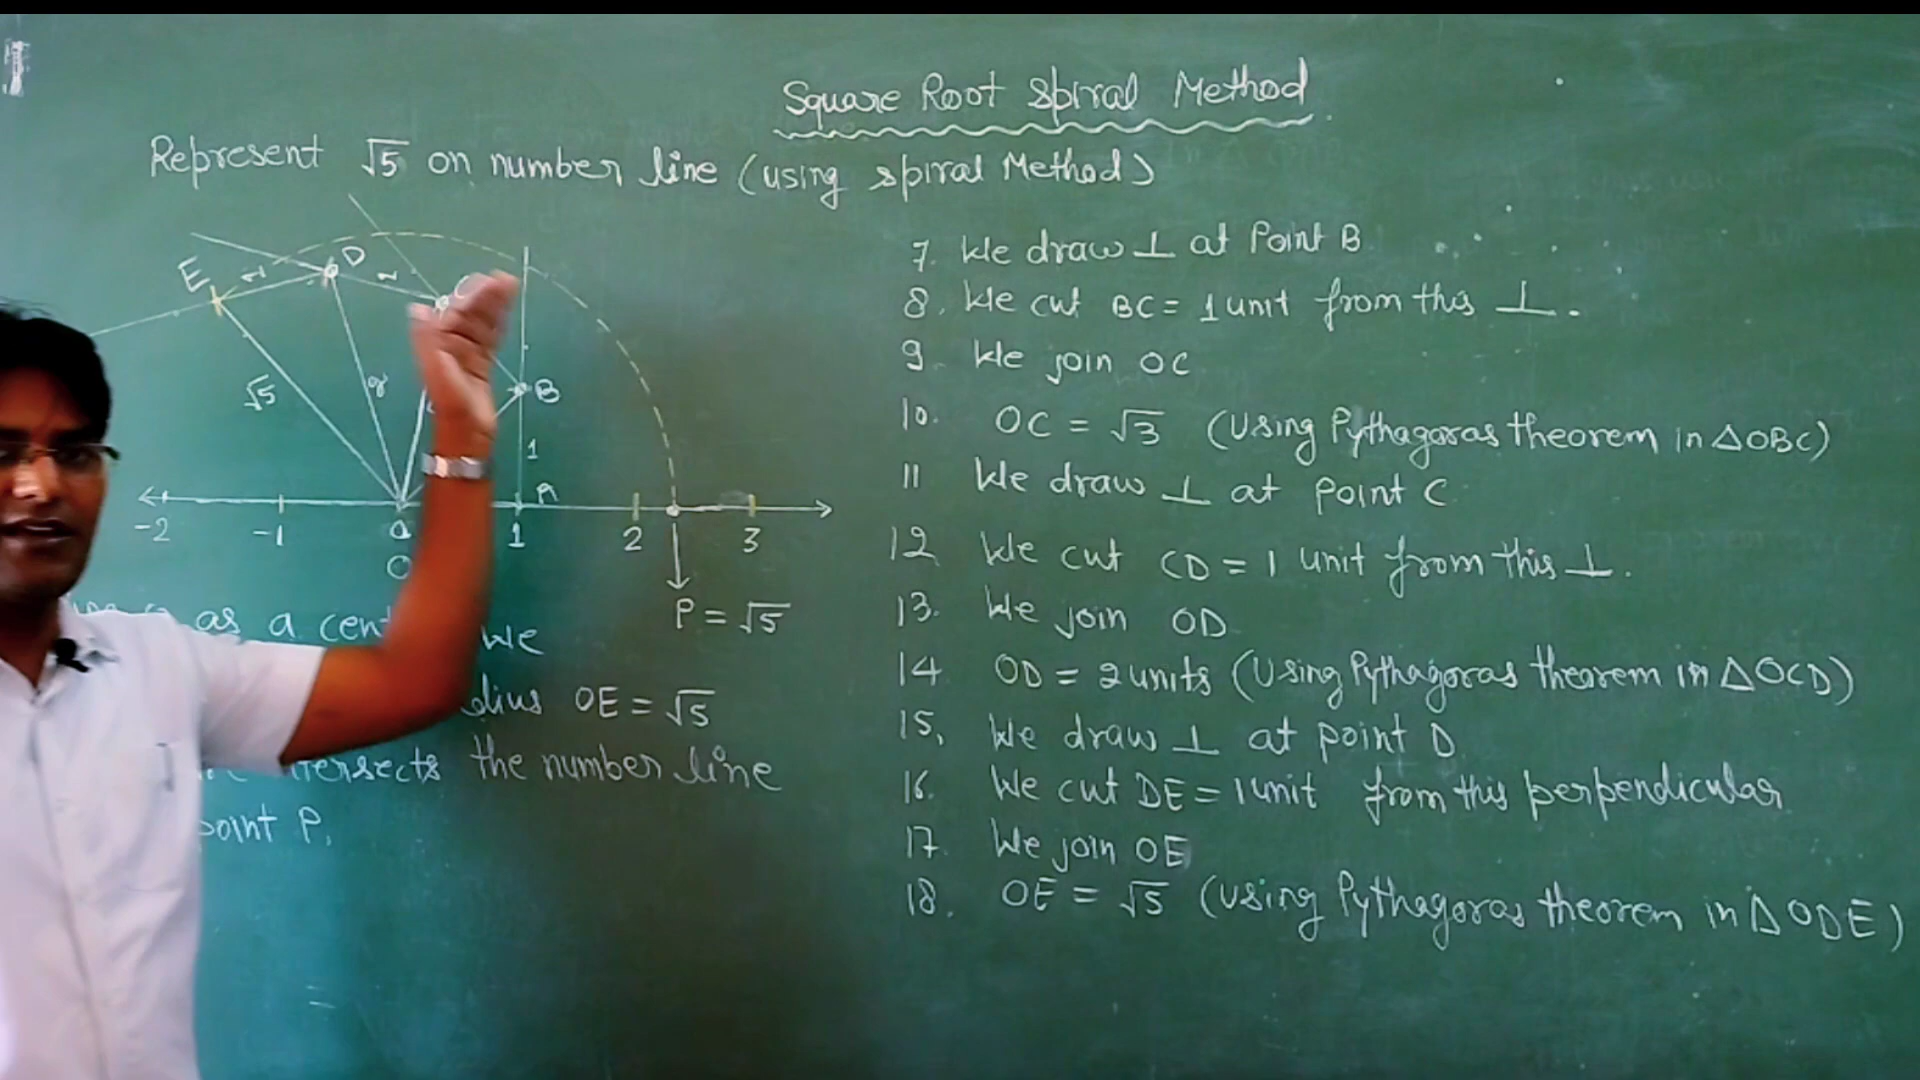 Square Root Spiral Method
Represent √5 on number line (using spiral Method)
E
1
D
1
C
√5
2
B
1
A
-2 -1 0 1 2 3
O
P = √5
as a cent we
dius OE = √5
ntersects the number line
point P.
7. We draw ⊥ at Point B
8. We cut BC = 1 unit from this ⊥.
9. We join OC
10. OC = √3 (Using Pythagoras theorem in △OBC)
11 We draw ⊥ at point C
12 We cut CD = 1 unit from this ⊥.
13. We join OD
14 OD = 2 units (Using Pythagoras theorem in △OCD)
15. We draw ⊥ at point D
16. We cut DE = 1 unit from this perpendicular
17. We join OE
18. OE = √5 (Using Pythagoras theorem in △ODE)